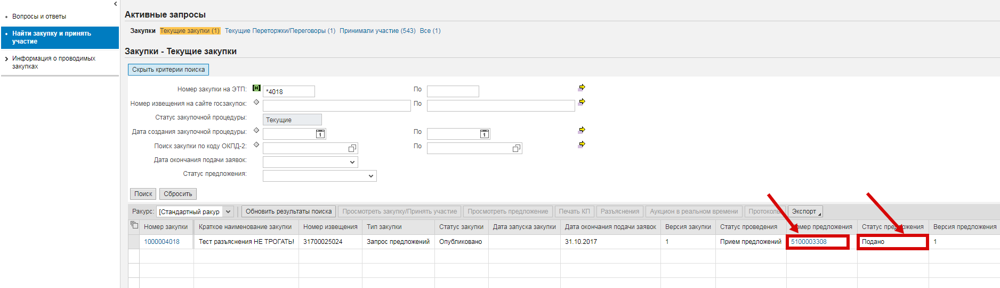 Вопросы и ответы
Найти закупку и принять
участие
Информация о проводимых
закупках
Активные запросы
Закупки Текущие закупки (1) Текущие Переторжки/Переговоры (1) Принимали участие (543) Все (1)
Закупки - Текущие закупки
Скрыть критерии поиска
Номер закупки на ЭТП: *4018 По
Номер извещения на сайте госзакупок: По
Статус закупочной процедуры: Текущие
Дата создания закупочной процедуры: 1 По 1
Поиск закупки по коду ОКПД-2: По
Дата окончания подачи заявок:
Статус предложения:
Поиск Сбросить
Ракурс: [Стандартный ракур Обновить результаты поиска Просмотреть закупку/Принять участие Просмотреть предложение Печать КП Разъяснения Аукцион в реальном времени Протоколы Экспорт
Номер закупки Краткое наименование закупки Номер извещения Тип закупки Статус закупки Дата запуска закупки Дата окончания подачи заявок Версия закупки Статус проведения Номер предложения Статус предложения Версия предложения
1000004018 Тест разъяснения НЕ ТРОГАТЬ! 31700025024 Запрос предложений Опубликовано 31.10.2017 1 Прием предложений 5100003308 Подано 1